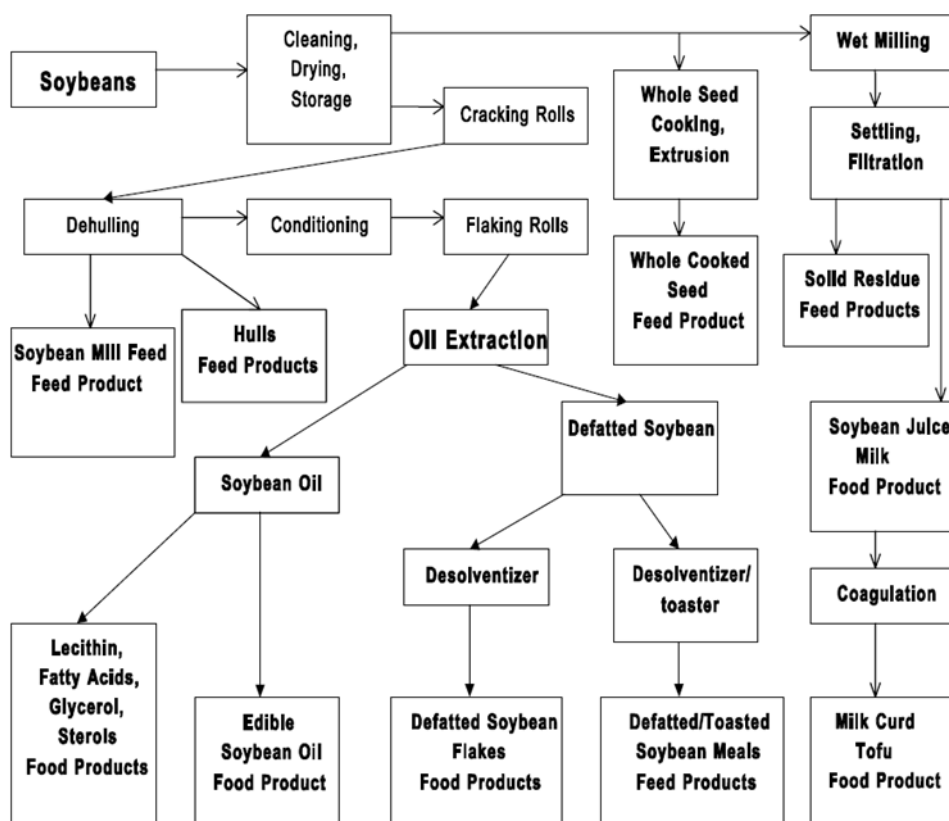 Soybeans
Cleaning,
Drying,
Storage
Wet Milling
Whole Seed
Cooking,
Extrusion
Cracking Rolls
Settling,
Filtration
Dehulling
Conditioning
Flaking Rolls
Whole Cooked
Seed
Feed Product
Solid Residue
Feed Products
Soybean Mill Feed
Feed Product
Hulls
Feed Products
Oil Extraction
Defatted Soybean
Soybean Juice
Milk
Food Product
Soybean Oil
Desolventizer
Desolventizer/
toaster
Coagulation
Lecithin,
Fatty Acids,
Glycerol,
Sterols
Food Products
Edible
Soybean Oil
Food Product
Defatted Soybean
Flakes
Food Products
Defatted/Toasted
Soybean Meals
Feed Products
Milk Curd
Tofu
Food Product